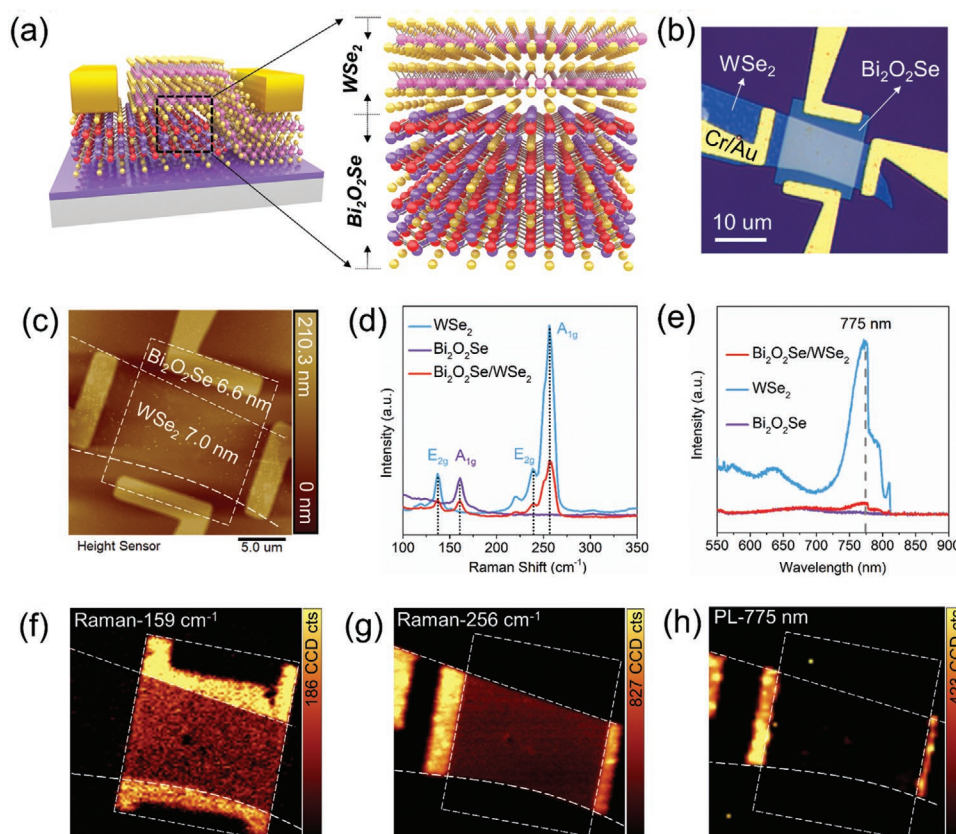 (a)
WSe₂
Bi₂O₂Se
(b)
WSe₂
Bi₂O₂Se
Cr/Au
10 um
(c)
Bi₂O₂Se 6.6 nm
WSe₂ 7.0 nm
210.3 nm
0 nm
Height Sensor
5.0 um
(d)
WSe₂
Bi₂O₂Se
Bi₂O₂Se/WSe₂
A₁g
E₂g
A₁g
E₂g
Intensity (a.u.)
100 150 200 250 300 350
Raman Shift (cm⁻¹)
(e)
775 nm
Bi₂O₂Se/WSe₂
WSe₂
Bi₂O₂Se
Intensity (a.u.)
550 600 650 700 750 800 850 900
Wavelength (nm)
(f)
Raman-159 cm⁻¹
186 CCD cts
(g)
Raman-256 cm⁻¹
827 CCD cts
(h)
PL-775 nm
423 CCD cts